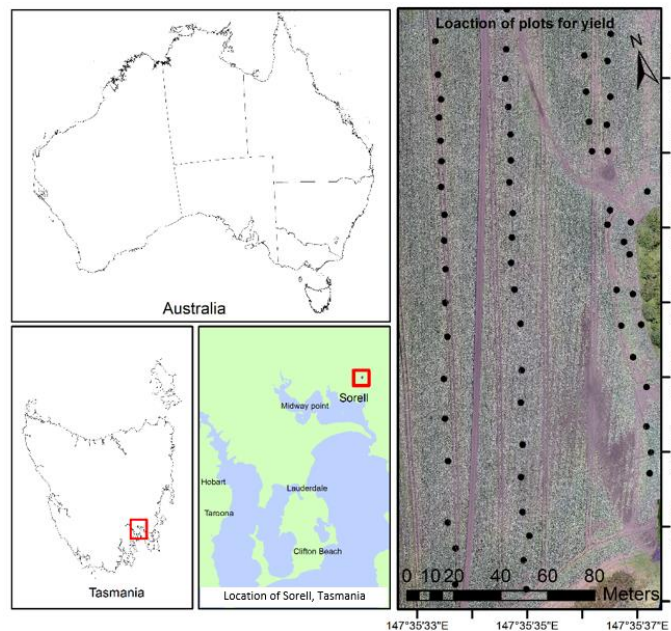 Australia
Tasmania
Midway point
Sorell
Hobart
Lauderdale
Taroona
Clifton Beach
Location of Sorell, Tasmania
Loaction of plots for yield
N
0 10 20 40 60 80
Meters
147°35'33"E 147°35'35"E 147°35'37"E